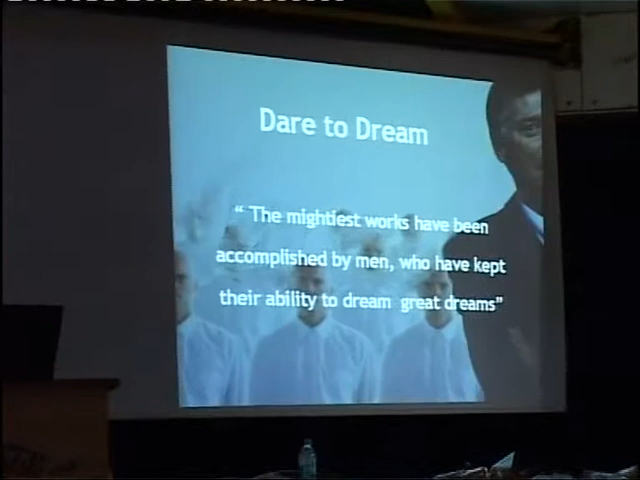 Dare to Dream
“ The mightiest works have been
accomplished by men, who have kept
their ability to dream great dreams”